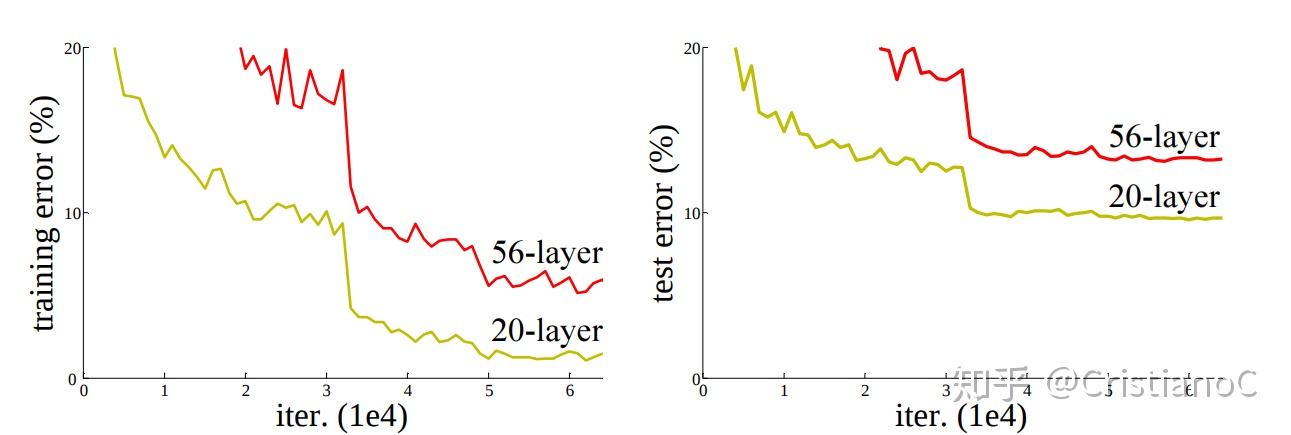 20
10
0
training error (%)
56-layer
20-layer
0 1 2 3 4 5 6
iter. (1e4)
20
10
0
test error (%)
56-layer
20-layer
0 1 2 3 4 5 6
iter. (1e4)
知乎 @CristianoC